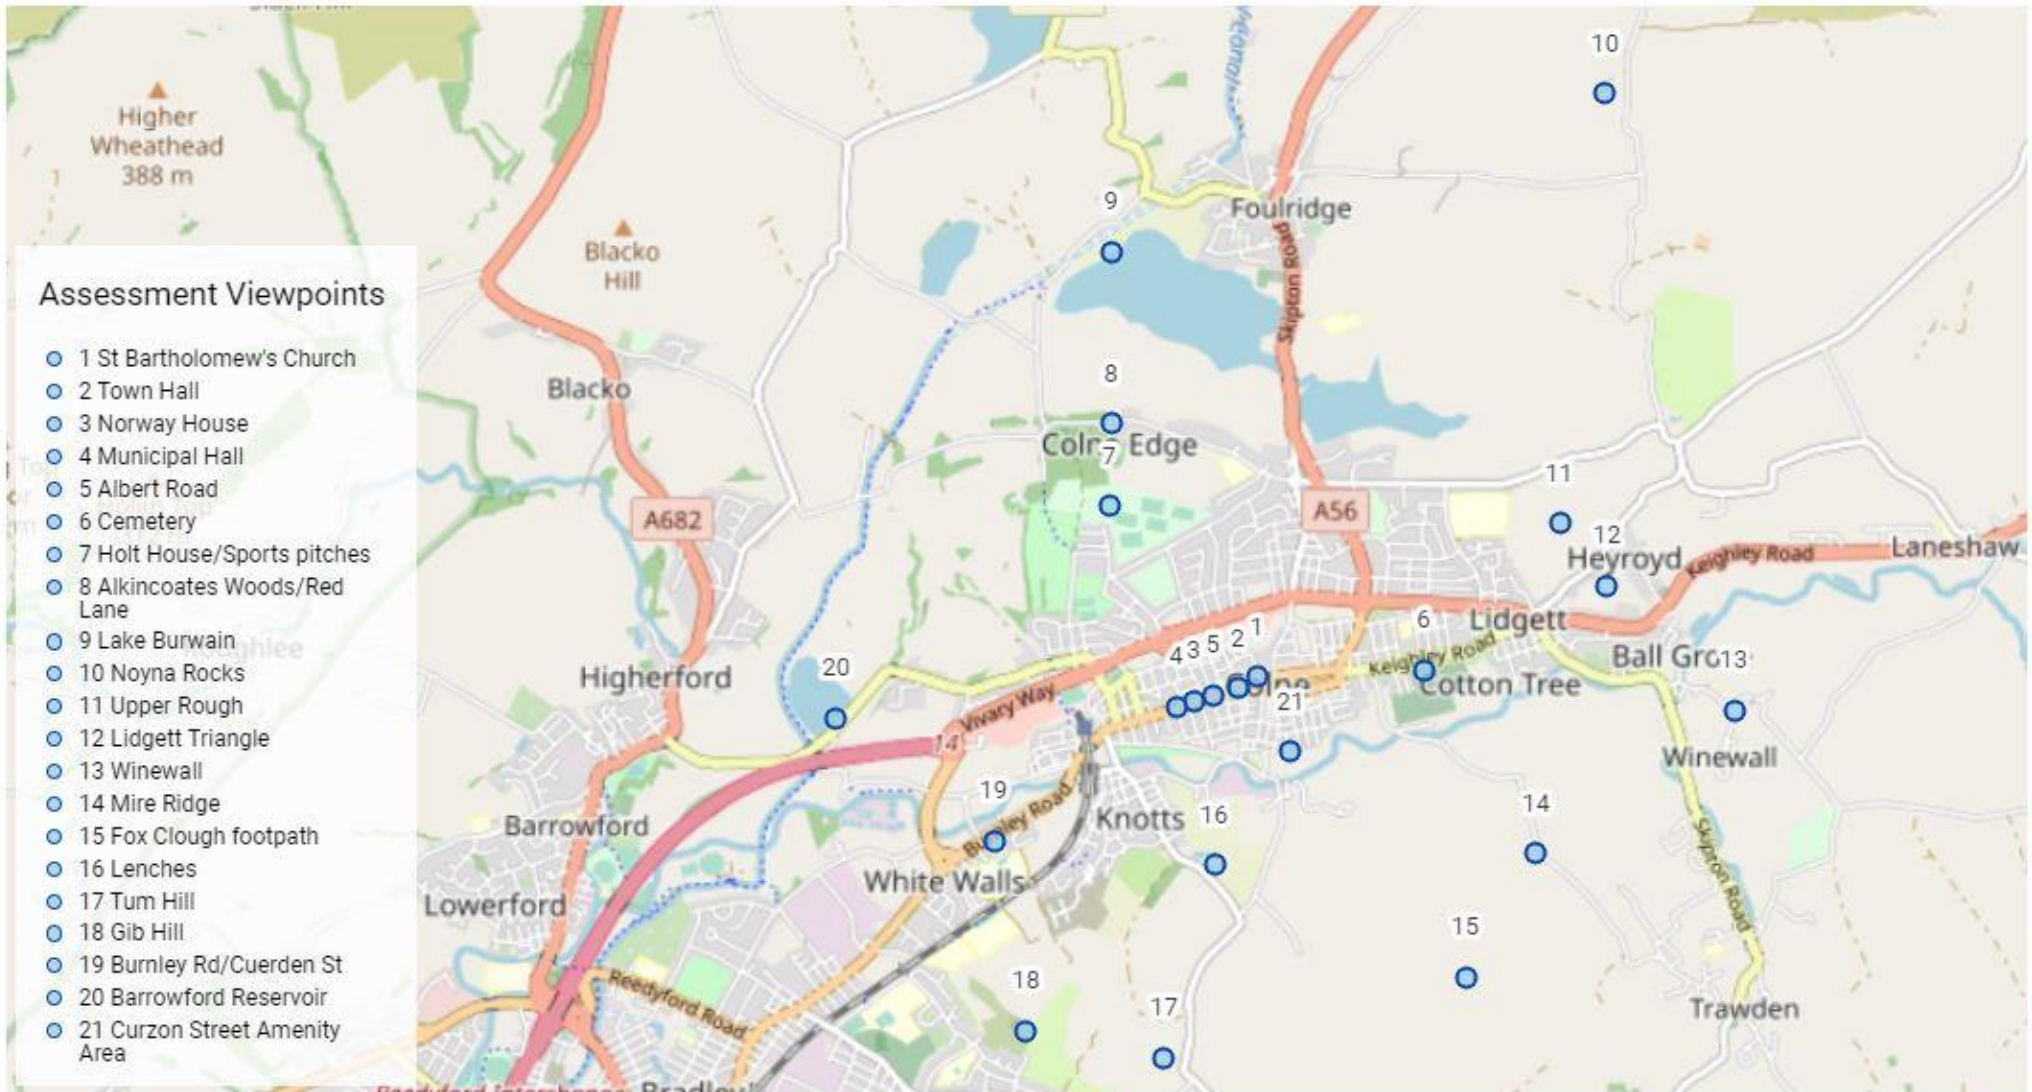 10
Higher
Wheathead
388 m
9
Foulridge
Blacko
Hill
Skipton Road
Assessment Viewpoints
1 St Bartholomew's Church
2 Town Hall
3 Norway House
4 Municipal Hall
5 Albert Road
6 Cemetery
7 Holt House/Sports pitches
8 Alkincoates Woods/Red
Lane
9 Lake Burwain
10 Noyna Rocks
11 Upper Rough
12 Lidgett Triangle
13 Winewall
14 Mire Ridge
15 Fox Clough footpath
16 Lenches
17 Tum Hill
18 Gib Hill
19 Burnley Rd/Cuerden St
20 Barrowford Reservoir
21 Curzon Street Amenity
Area
Blacko
8
Colne Edge
7
A682
A56
11
12
Heyroyd
Keighley Road
Laneshaw
Lidgett
6
Keighley Road
Ball Gro
13
Cotton Tree
4 3 5 2 1
Colne
21
20
Higherford
Vivary Way
14
Winewall
19
Burnley Road
Knotts
16
14
Barrowford
White Walls
Lowerford
Skipton Road
15
18
17
Reedyford Road
Trawden
Bradley